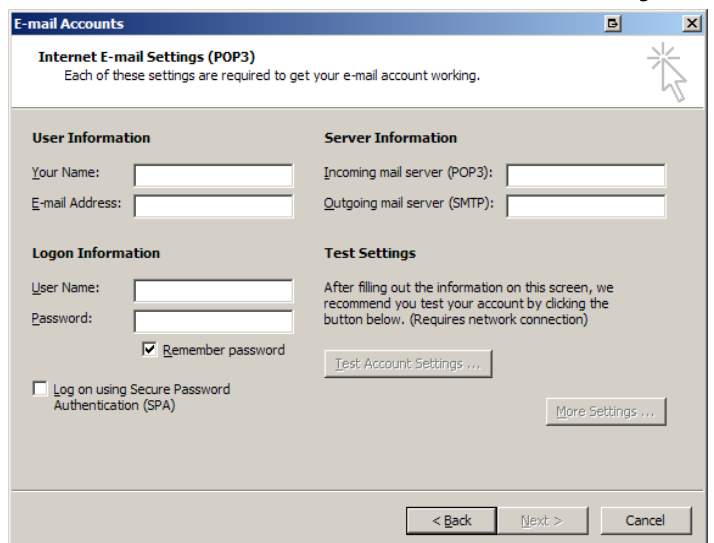 E-mail Accounts
Internet E-mail Settings (POP3)
Each of these settings are required to get your e-mail account working.
User Information
Your Name:
E-mail Address:
Server Information
Incoming mail server (POP3):
Outgoing mail server (SMTP):
Logon Information
User Name:
Password:
Remember password
Log on using Secure Password
Authentication (SPA)
Test Settings
After filling out the information on this screen, we
recommend you test your account by clicking the
button below. (Requires network connection)
Test Account Settings ...
More Settings ...
< Back
Next >
Cancel